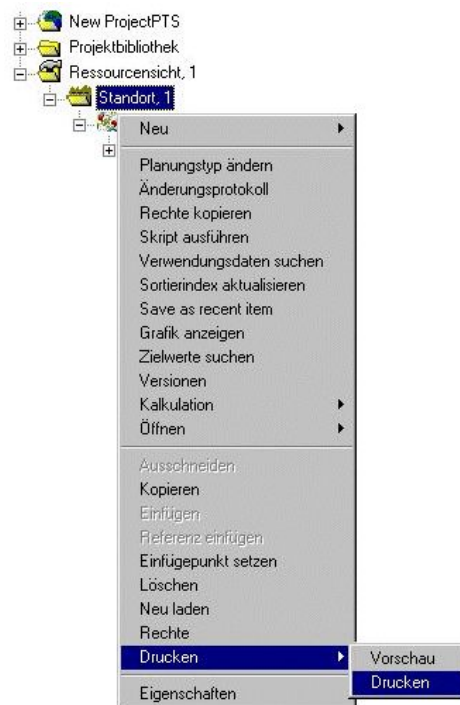 New ProjectPTS
Projektbibliothek
Ressourcensicht, 1
Standort, 1
Neu
Planungstyp ändern
Änderungsprotokoll
Rechte kopieren
Skript ausführen
Verwendungsdaten suchen
Sortierindex aktualisieren
Save as recent item
Grafik anzeigen
Zielwerte suchen
Versionen
Kalkulation
Öffnen
Ausschneiden
Kopieren
Einfügen
Referenz einfügen
Einfügepunkt setzen
Löschen
Neu laden
Rechte
Drucken
Vorschau
Drucken
Eigenschaften